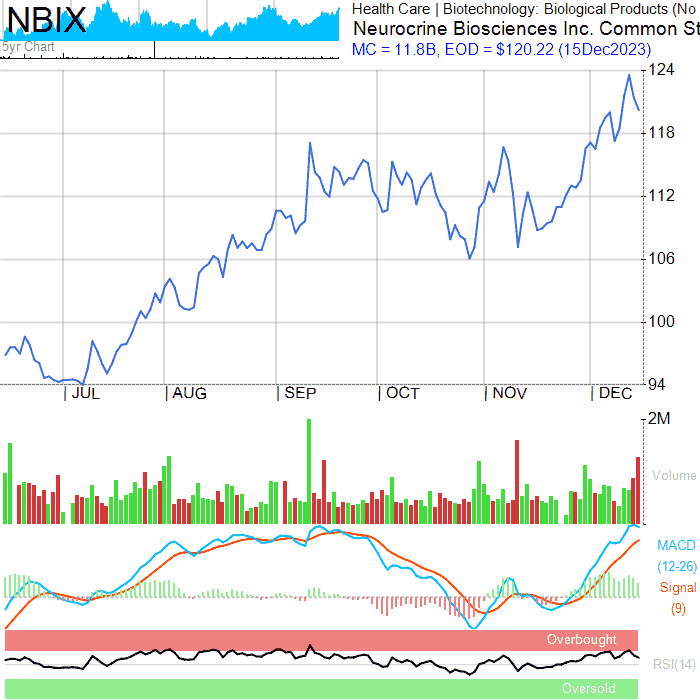 NBIX
5yr Chart
Health Care | Biotechnology: Biological Products (No
Neurocrine Biosciences Inc. Common St
MC = 11.8B, EOD = $120.22 (15Dec2023)
124
118
112
106
100
94
JUL AUG SEP OCT NOV DEC
2M
Volume
MACD
(12-26)
Signal
(9)
Overbought
RSI(14)
Oversold